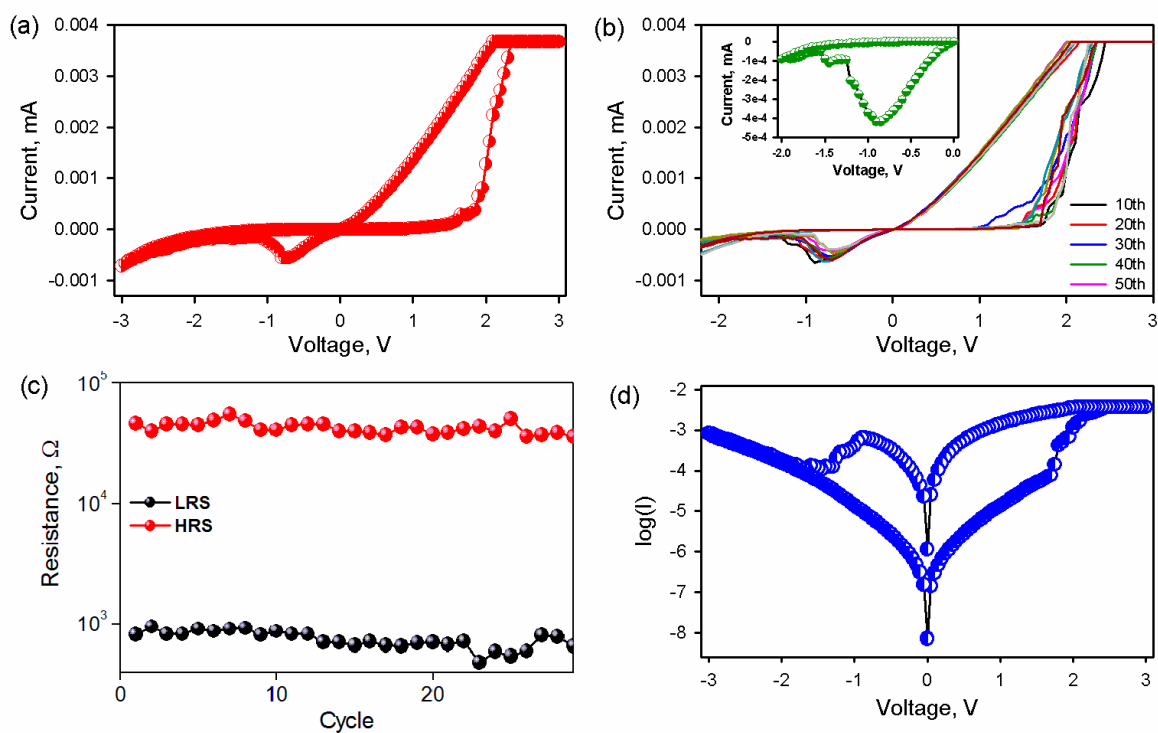 (a)
0.004
0.003
0.002
0.001
0.000
-0.001
Current, mA
-3 -2 -1 0 1 2 3
Voltage, V
(b)
0.004
0.003
0.002
0.001
0.000
-0.001
Current, mA
0
-1e-4
-2e-4
-3e-4
-4e-4
-5e-4
Current, mA
-2.0 -1.5 -1.0 -0.5 0.0
Voltage, V
10th
20th
30th
40th
50th
-2 -1 0 1 2 3
Voltage, V
(c)
10^5
10^4
10^3
Resistance, Ω
LRS
HRS
0 20
Cycle
(d)
-2
-3
-4
-5
-6
-7
-8
log(I)
-3 -2 -1 0 1 2 3
Voltage, V